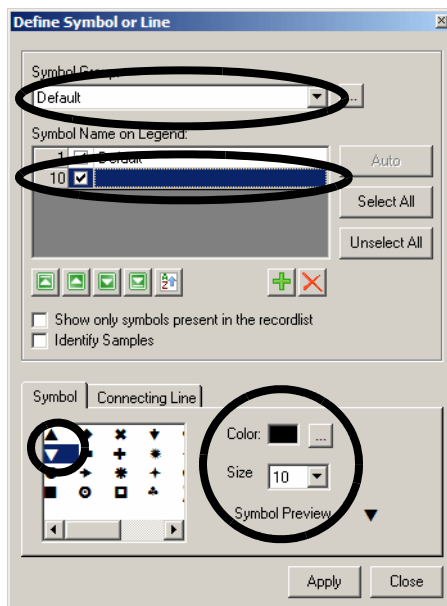 Define Symbol or Line
Symbol Group:
Default
...
Symbol Name on Legend:
1 Default
10
Auto
Select All
Unselect All
Show only symbols present in the recordlist
Identify Samples
Symbol Connecting Line
Color: ...
Size 10
Symbol Preview
Apply Close